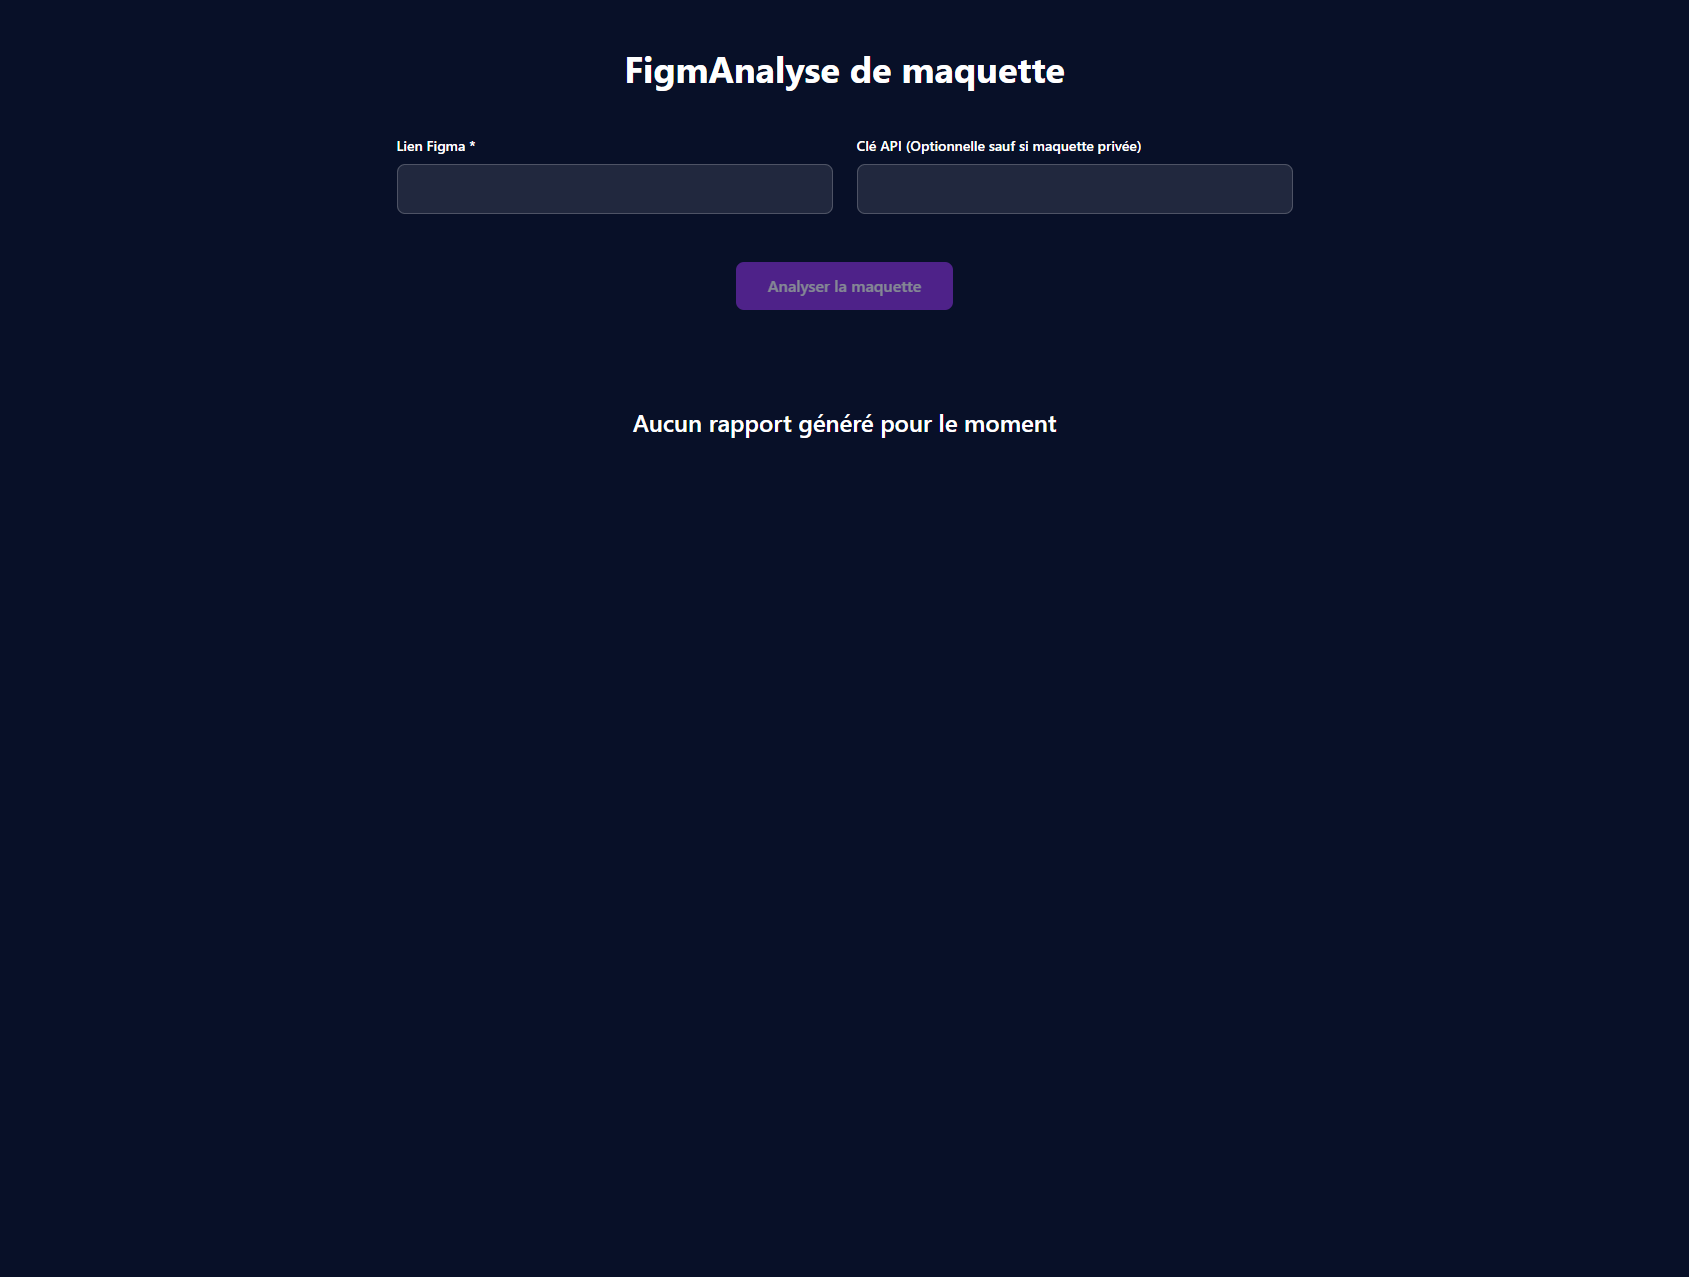 FigmAnalyse de maquette
Lien Figma *
Clé API (Optionnelle sauf si maquette privée)
Analyser la maquette
Aucun rapport généré pour le moment